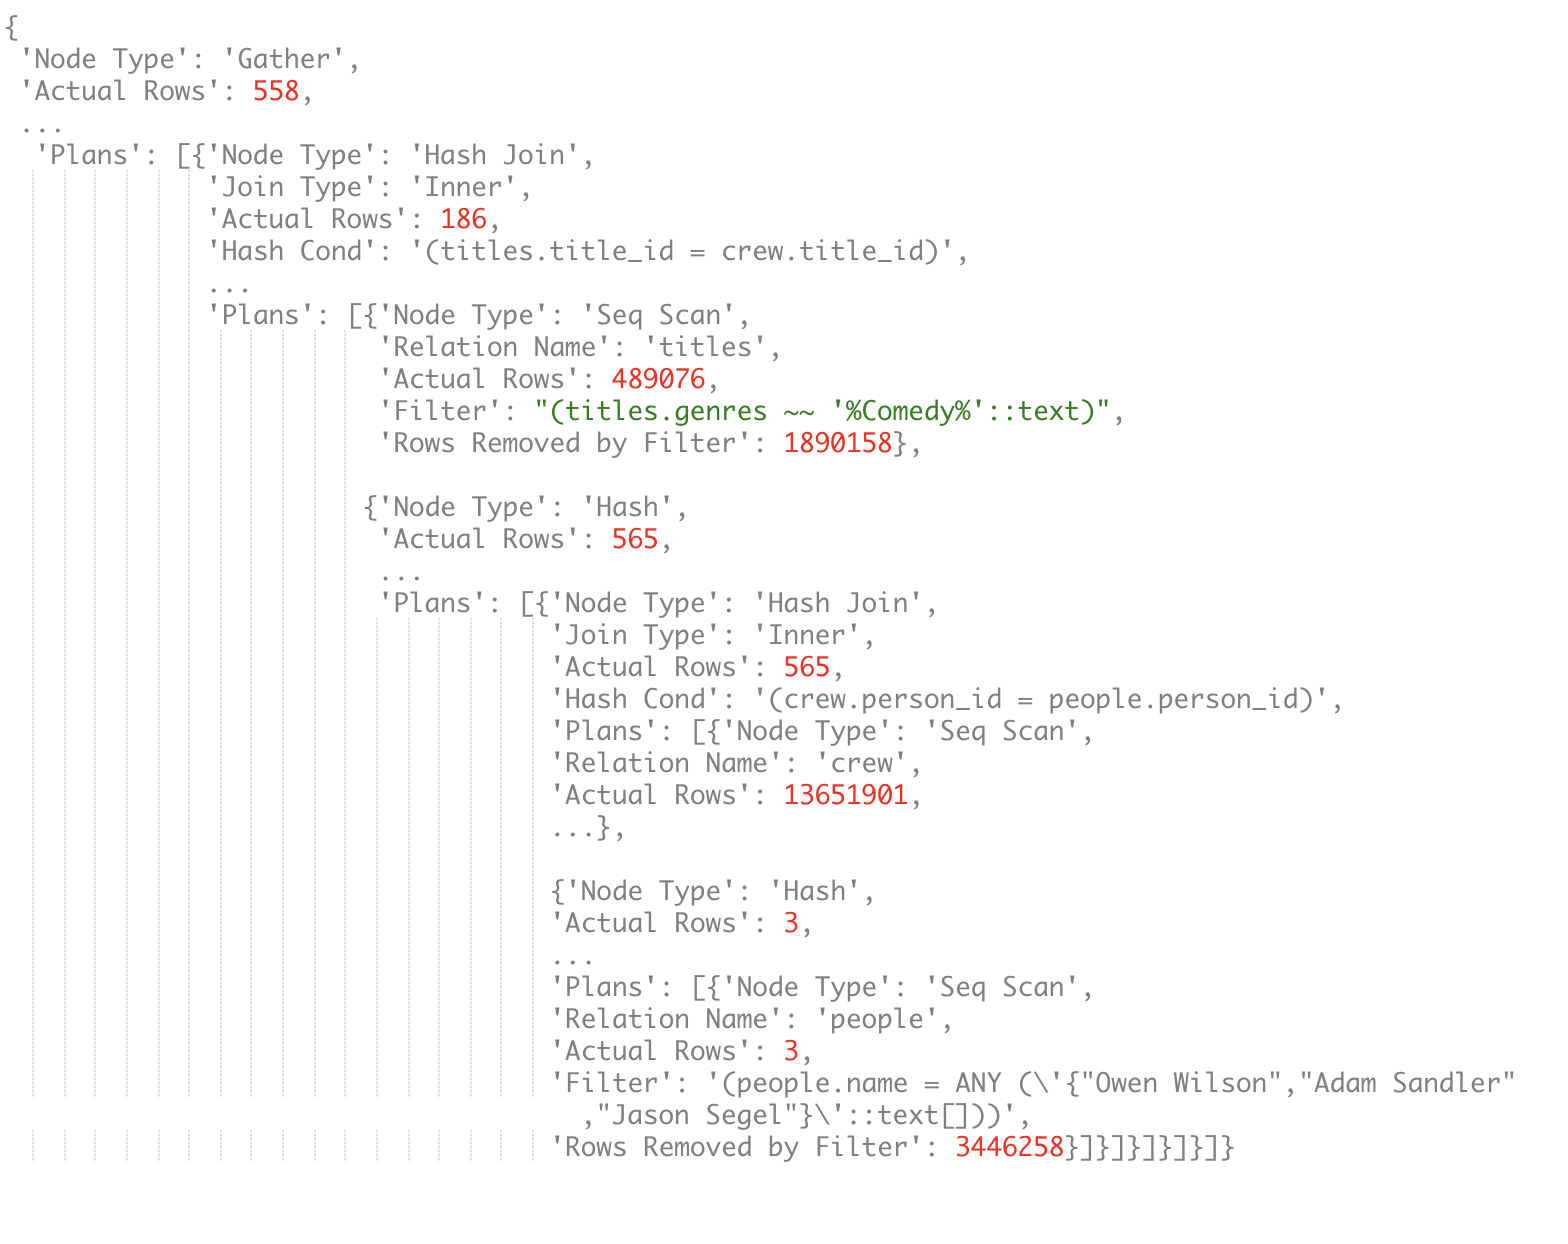 {
'Node Type': 'Gather',
'Actual Rows': 558,
...
'Plans': [{'Node Type': 'Hash Join',
'Join Type': 'Inner',
'Actual Rows': 186,
'Hash Cond': '(titles.title_id = crew.title_id)',
...
'Plans': [{'Node Type': 'Seq Scan',
'Relation Name': 'titles',
'Actual Rows': 489076,
'Filter': "(titles.genres ~~ '%Comedy%'::text)",
'Rows Removed by Filter': 1890158},
{'Node Type': 'Hash',
'Actual Rows': 565,
...
'Plans': [{'Node Type': 'Hash Join',
'Join Type': 'Inner',
'Actual Rows': 565,
'Hash Cond': '(crew.person_id = people.person_id)',
'Plans': [{'Node Type': 'Seq Scan',
'Relation Name': 'crew',
'Actual Rows': 13651901,
...},
{'Node Type': 'Hash',
'Actual Rows': 3,
...
'Plans': [{'Node Type': 'Seq Scan',
'Relation Name': 'people',
'Actual Rows': 3,
'Filter': '(people.name = ANY (\'{"Owen Wilson","Adam Sandler"
,"Jason Segel"}\'::text[]))',
'Rows Removed by Filter': 3446258}]}]}]}]}]}